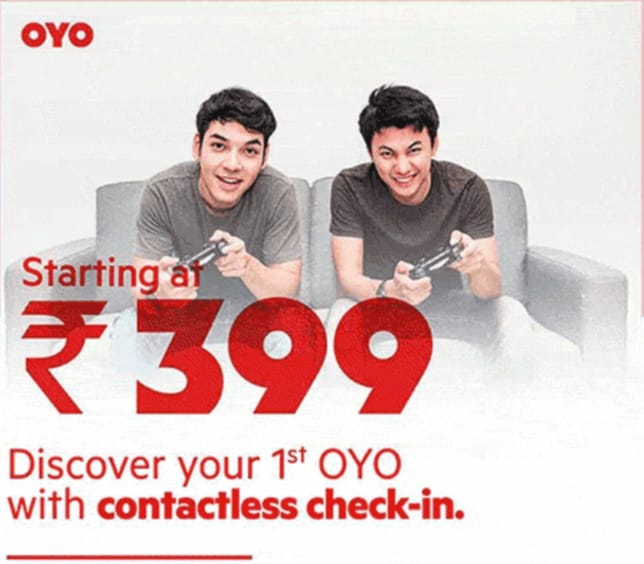 OYO
Starting at
₹399
Discover your 1st OYO
with contactless check-in.